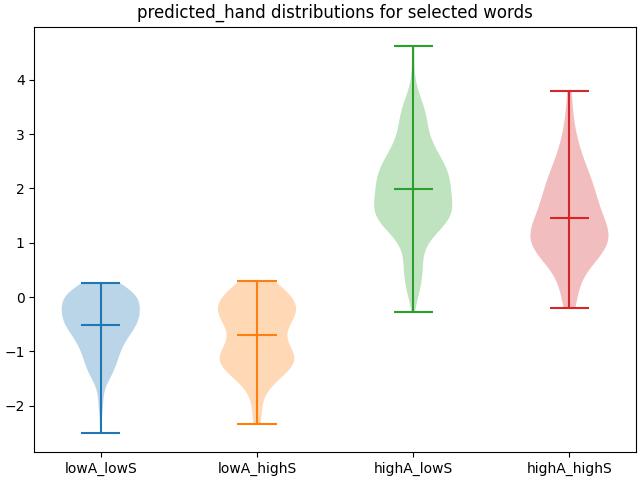 predicted_hand distributions for selected words
4
3
2
1
0
−1
−2
lowA_lowS
lowA_highS
highA_lowS
highA_highS